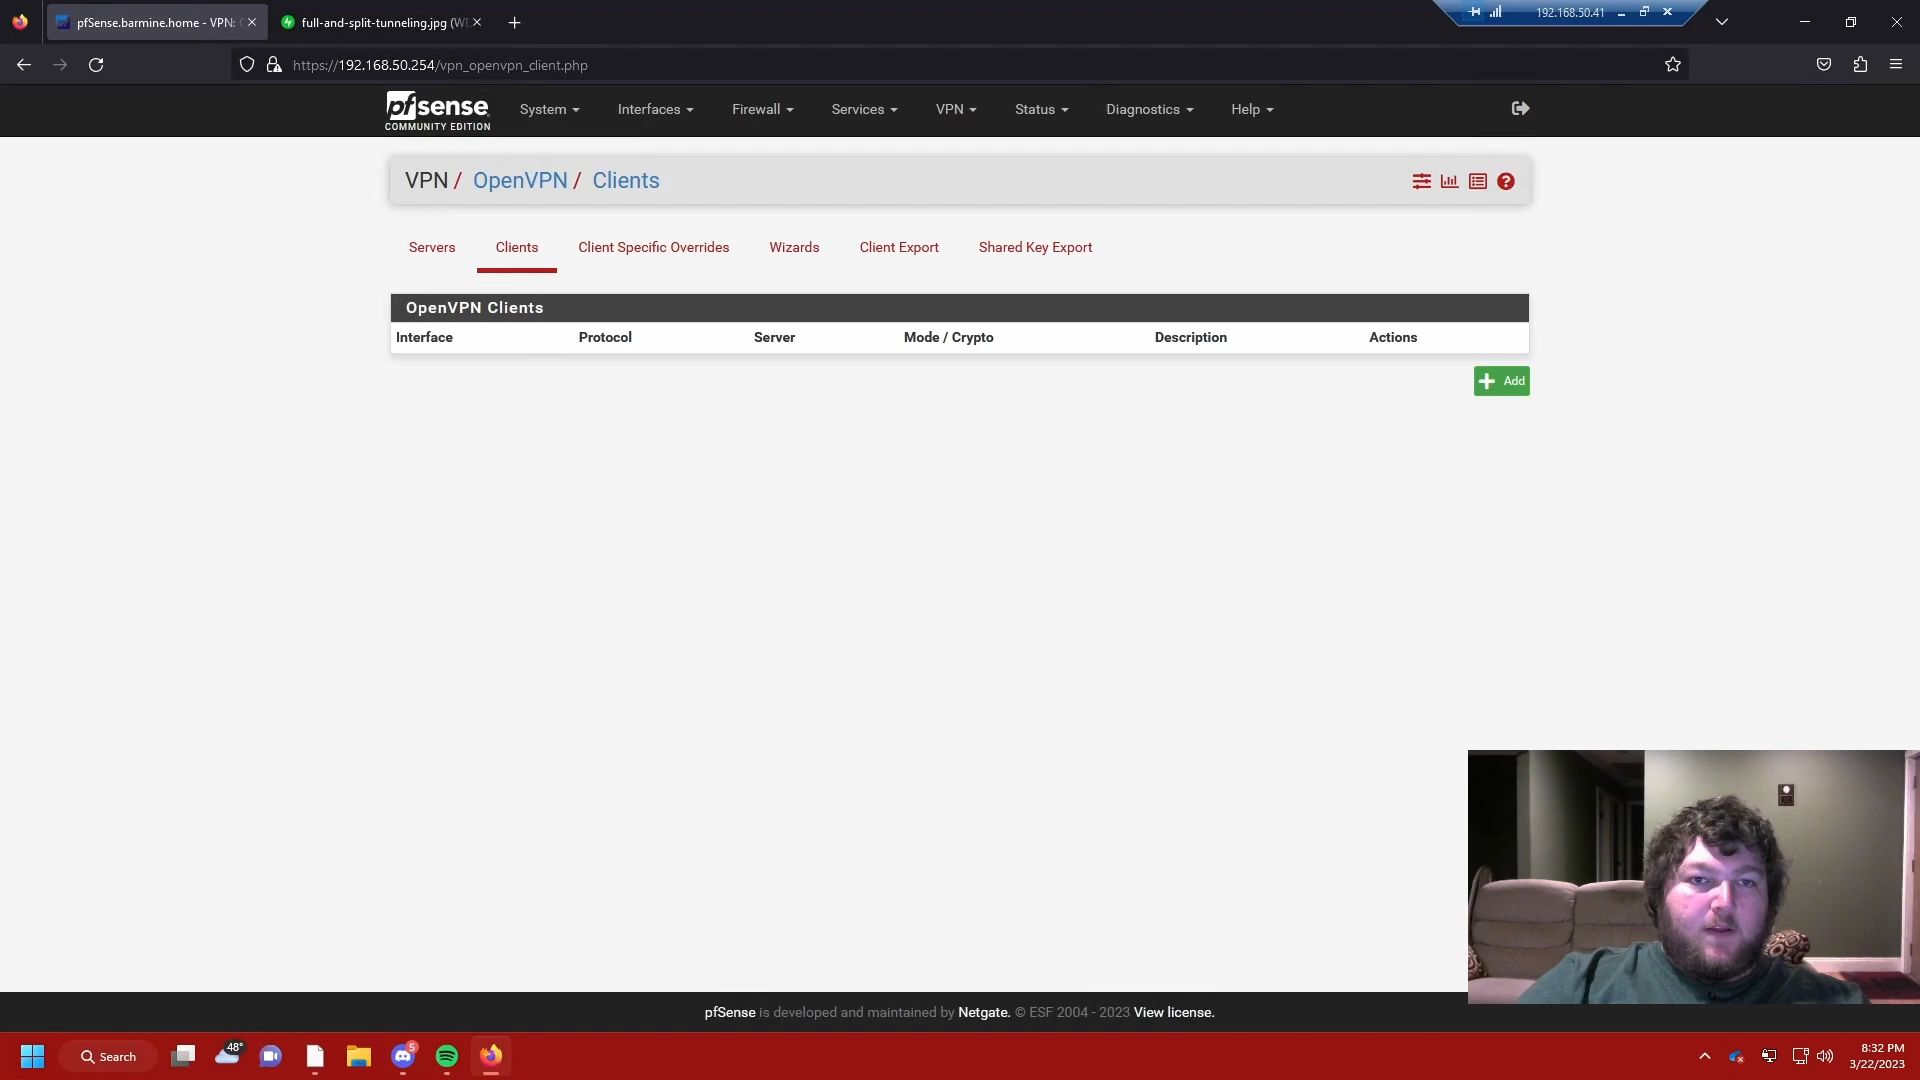 pfSense.barmine.home - VPN:
full-and-split-tunneling.jpg (W
192.168.50.41
https://192.168.50.254/vpn_openvpn_client.php
pfsense
COMMUNITY EDITION
System
Interfaces
Firewall
Services
VPN
Status
Diagnostics
Help
VPN / OpenVPN / Clients
Servers
Clients
Client Specific Overrides
Wizards
Client Export
Shared Key Export
OpenVPN Clients
Interface
Protocol
Server
Mode / Crypto
Description
Actions
Add
pfSense is developed and maintained by Netgate. © ESF 2004 - 2023 View license.
Search
48°
5
8:32 PM
3/22/2023